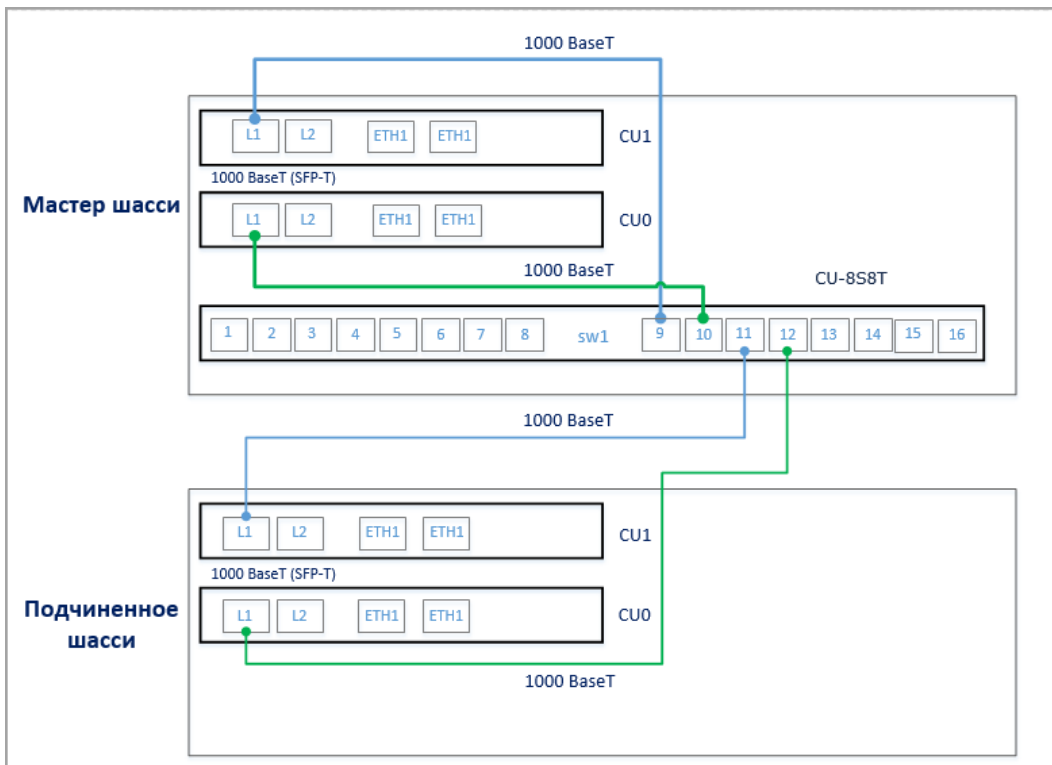 1000 BaseT
L1 L2 ETH1 ETH1 CU1
1000 BaseT (SFP-T)
Мастер шасси
L1 L2 ETH1 ETH1 CU0
1000 BaseT
CU-8S8T
1 2 3 4 5 6 7 8 sw1 9 10 11 12 13 14 15 16
1000 BaseT
L1 L2 ETH1 ETH1 CU1
1000 BaseT (SFP-T)
Подчиненное
шасси
L1 L2 ETH1 ETH1 CU0
1000 BaseT